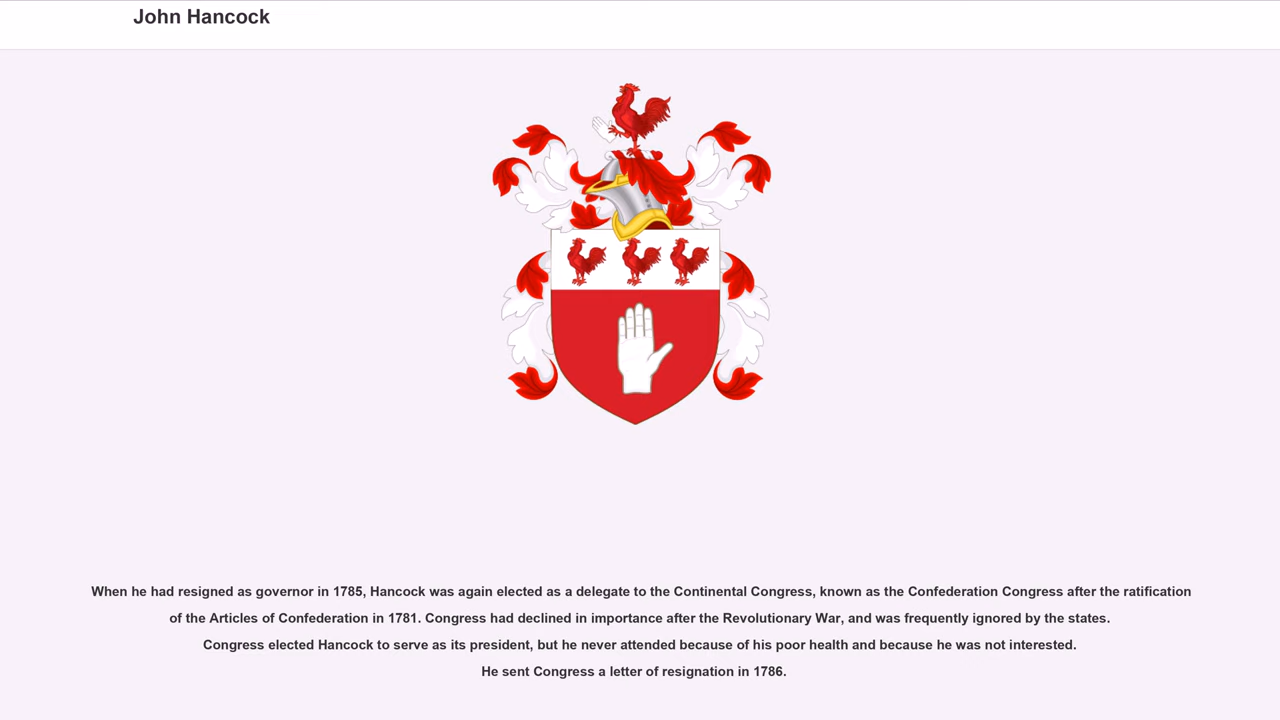 John Hancock
When he had resigned as governor in 1785, Hancock was again elected as a delegate to the Continental Congress, known as the Confederation Congress after the ratification
of the Articles of Confederation in 1781. Congress had declined in importance after the Revolutionary War, and was frequently ignored by the states.
Congress elected Hancock to serve as its president, but he never attended because of his poor health and because he was not interested.
He sent Congress a letter of resignation in 1786.